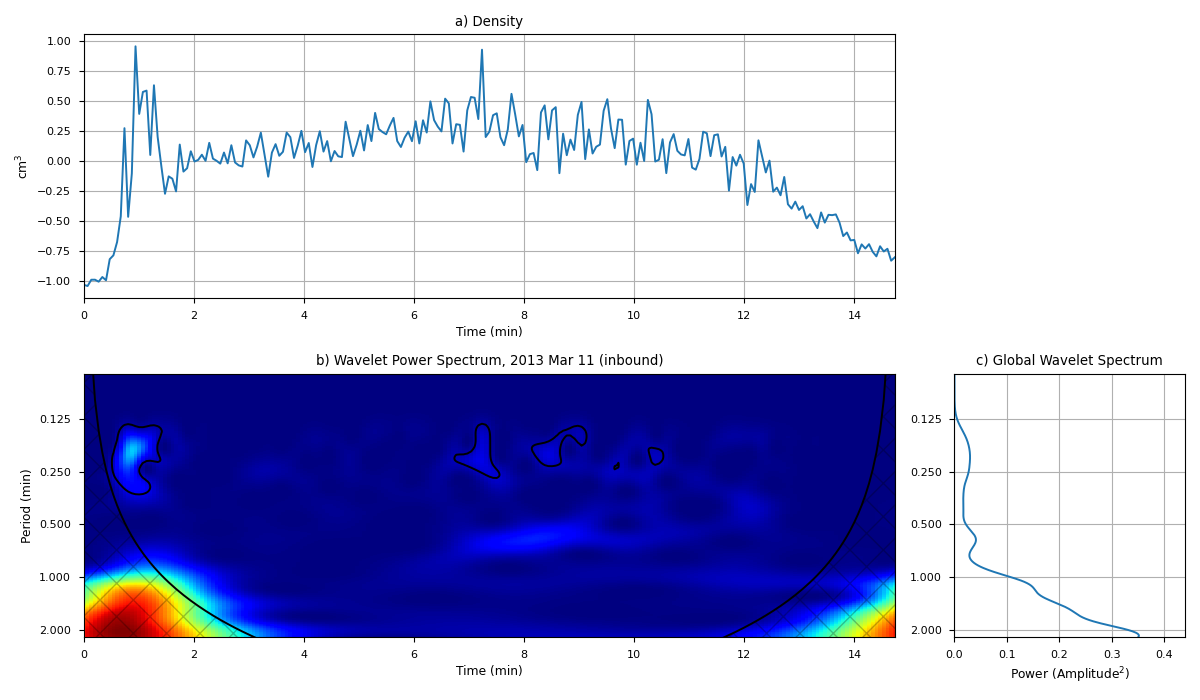 a) Density
1.00
0.75
0.50
0.25
0.00
−0.25
−0.50
−0.75
−1.00
cm³
0 2 4 6 8 10 12 14
Time (min)
b) Wavelet Power Spectrum, 2013 Mar 11 (inbound)
0.125
0.250
0.500
1.000
2.000
Period (min)
0 2 4 6 8 10 12 14
Time (min)
c) Global Wavelet Spectrum
0.125
0.250
0.500
1.000
2.000
0.0 0.1 0.2 0.3 0.4
Power (Amplitude²)